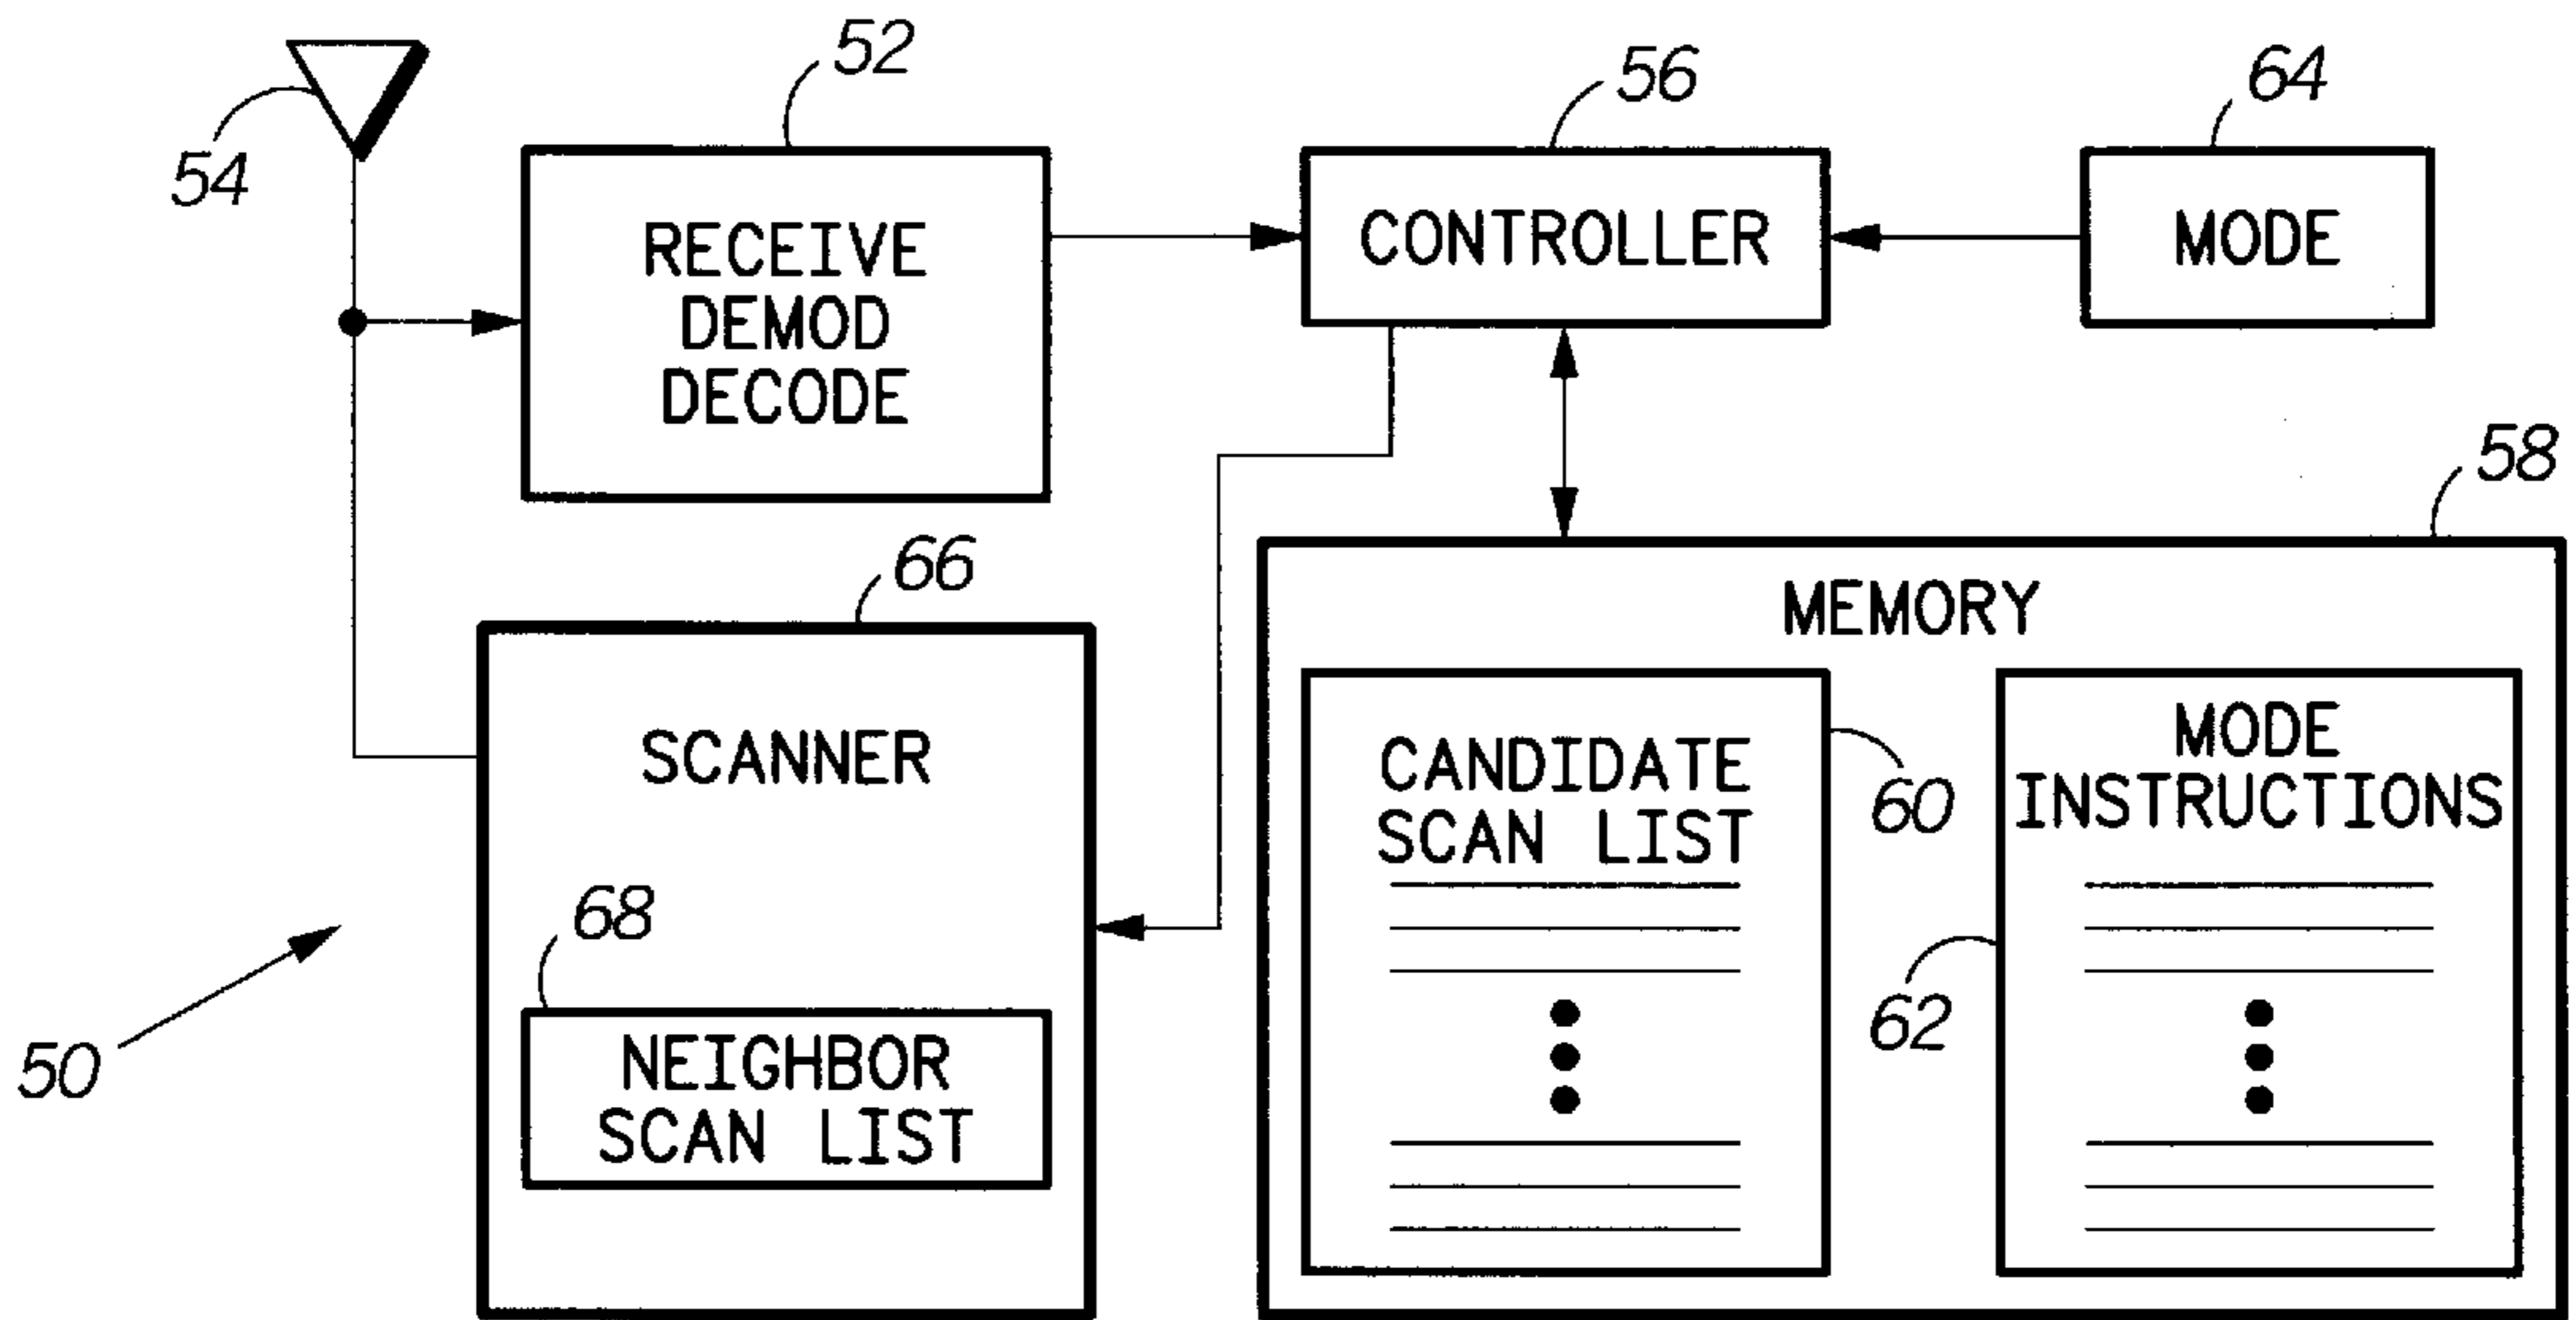 52
56
64
54
RECEIVE
DEMOD
DECODE
CONTROLLER
MODE
58
66
MEMORY
SCANNER
CANDIDATE
SCAN LIST
60
MODE
INSTRUCTIONS
68
62
50
NEIGHBOR
SCAN LIST